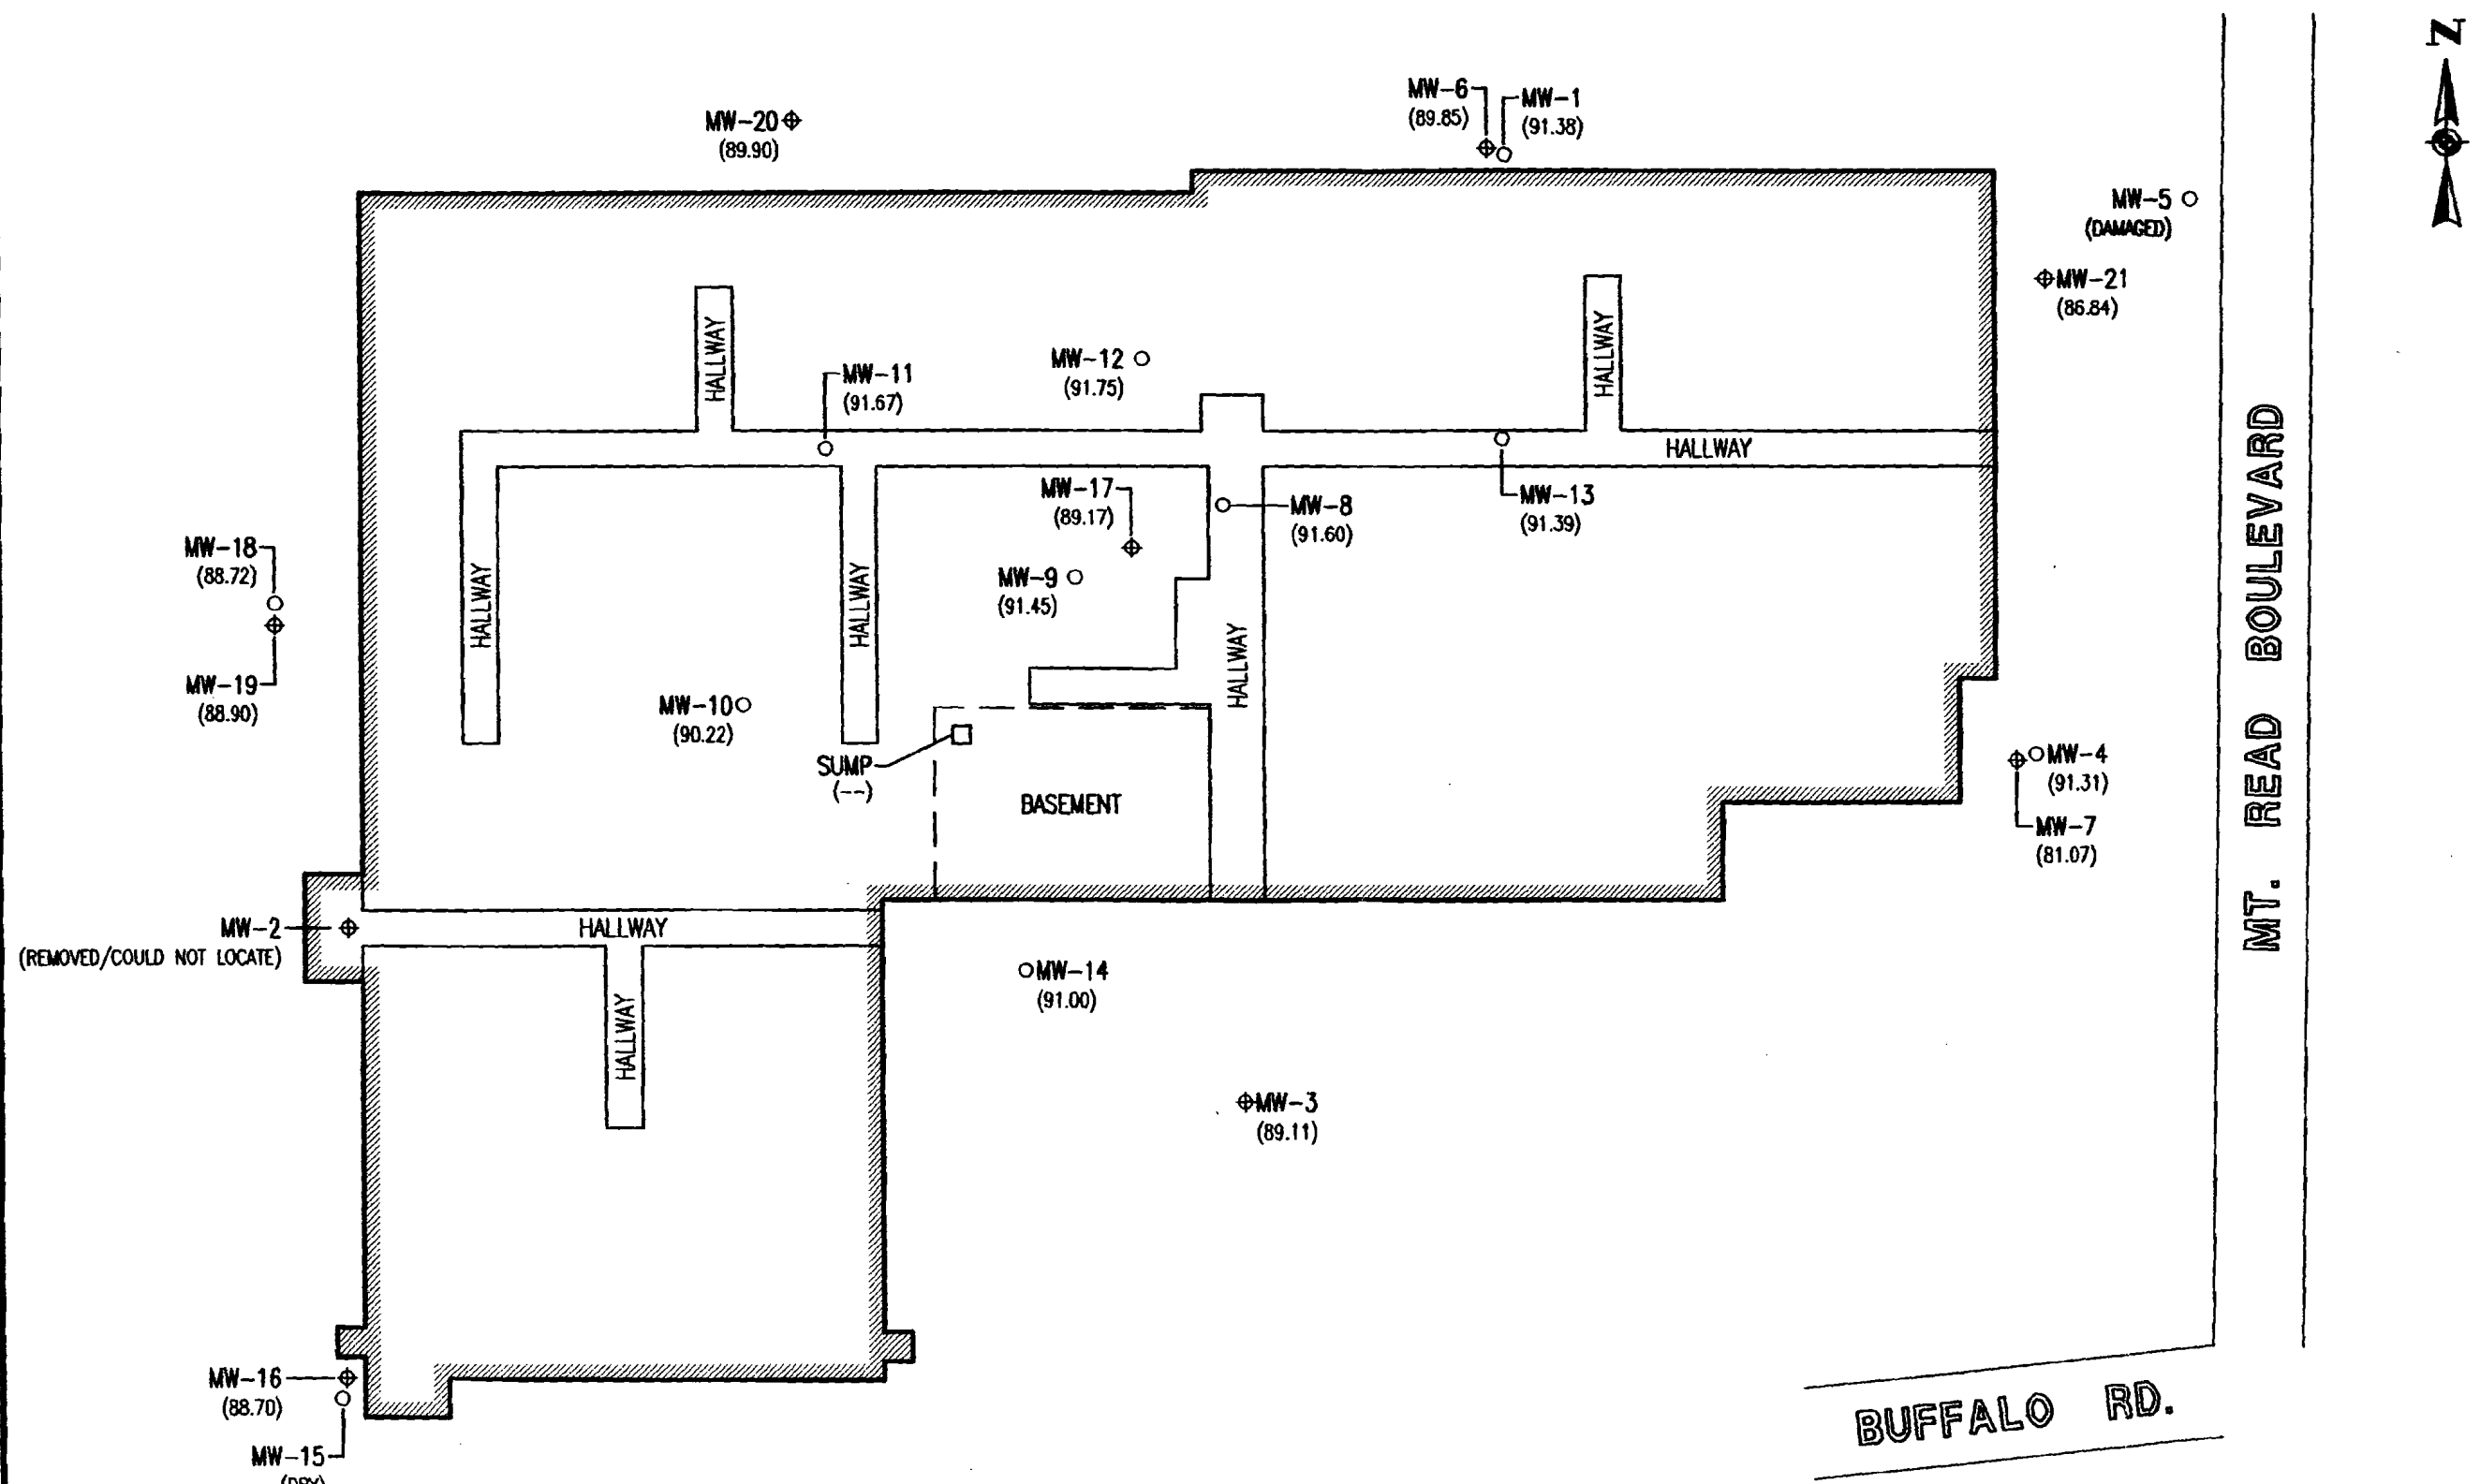 N
MW-6
(89.85)
MW-1
(91.38)
MW-20
(89.90)
MW-5
(DAMAGED)
MW-21
(86.84)
HALLWAY
HALLWAY
MW-12
(91.75)
MW-11
(91.67)
HALLWAY
MW-17
(89.17)
MW-8
(91.60)
MW-13
(91.39)
MW-18
(88.72)
MW-9
(91.45)
HALLWAY
HALLWAY
HALLWAY
MW-19
(88.90)
MW-10
(90.22)
SUMP
(--)
BASEMENT
MW-4
(91.31)
MW-7
(81.07)
MT. READ BOULEVARD
MW-2
(REMOVED/COULD NOT LOCATE)
HALLWAY
HALLWAY
MW-14
(91.00)
MW-3
(89.11)
MW-16
(88.70)
MW-15
(DRY)
BUFFALO RD.